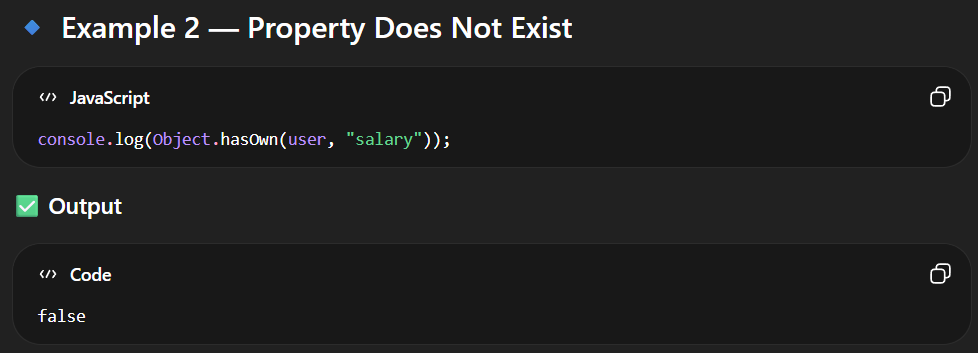 🔹 Example 2 — Property Does Not Exist
</> JavaScript
console.log(Object.hasOwn(user, "salary"));
✅ Output
</> Code
false